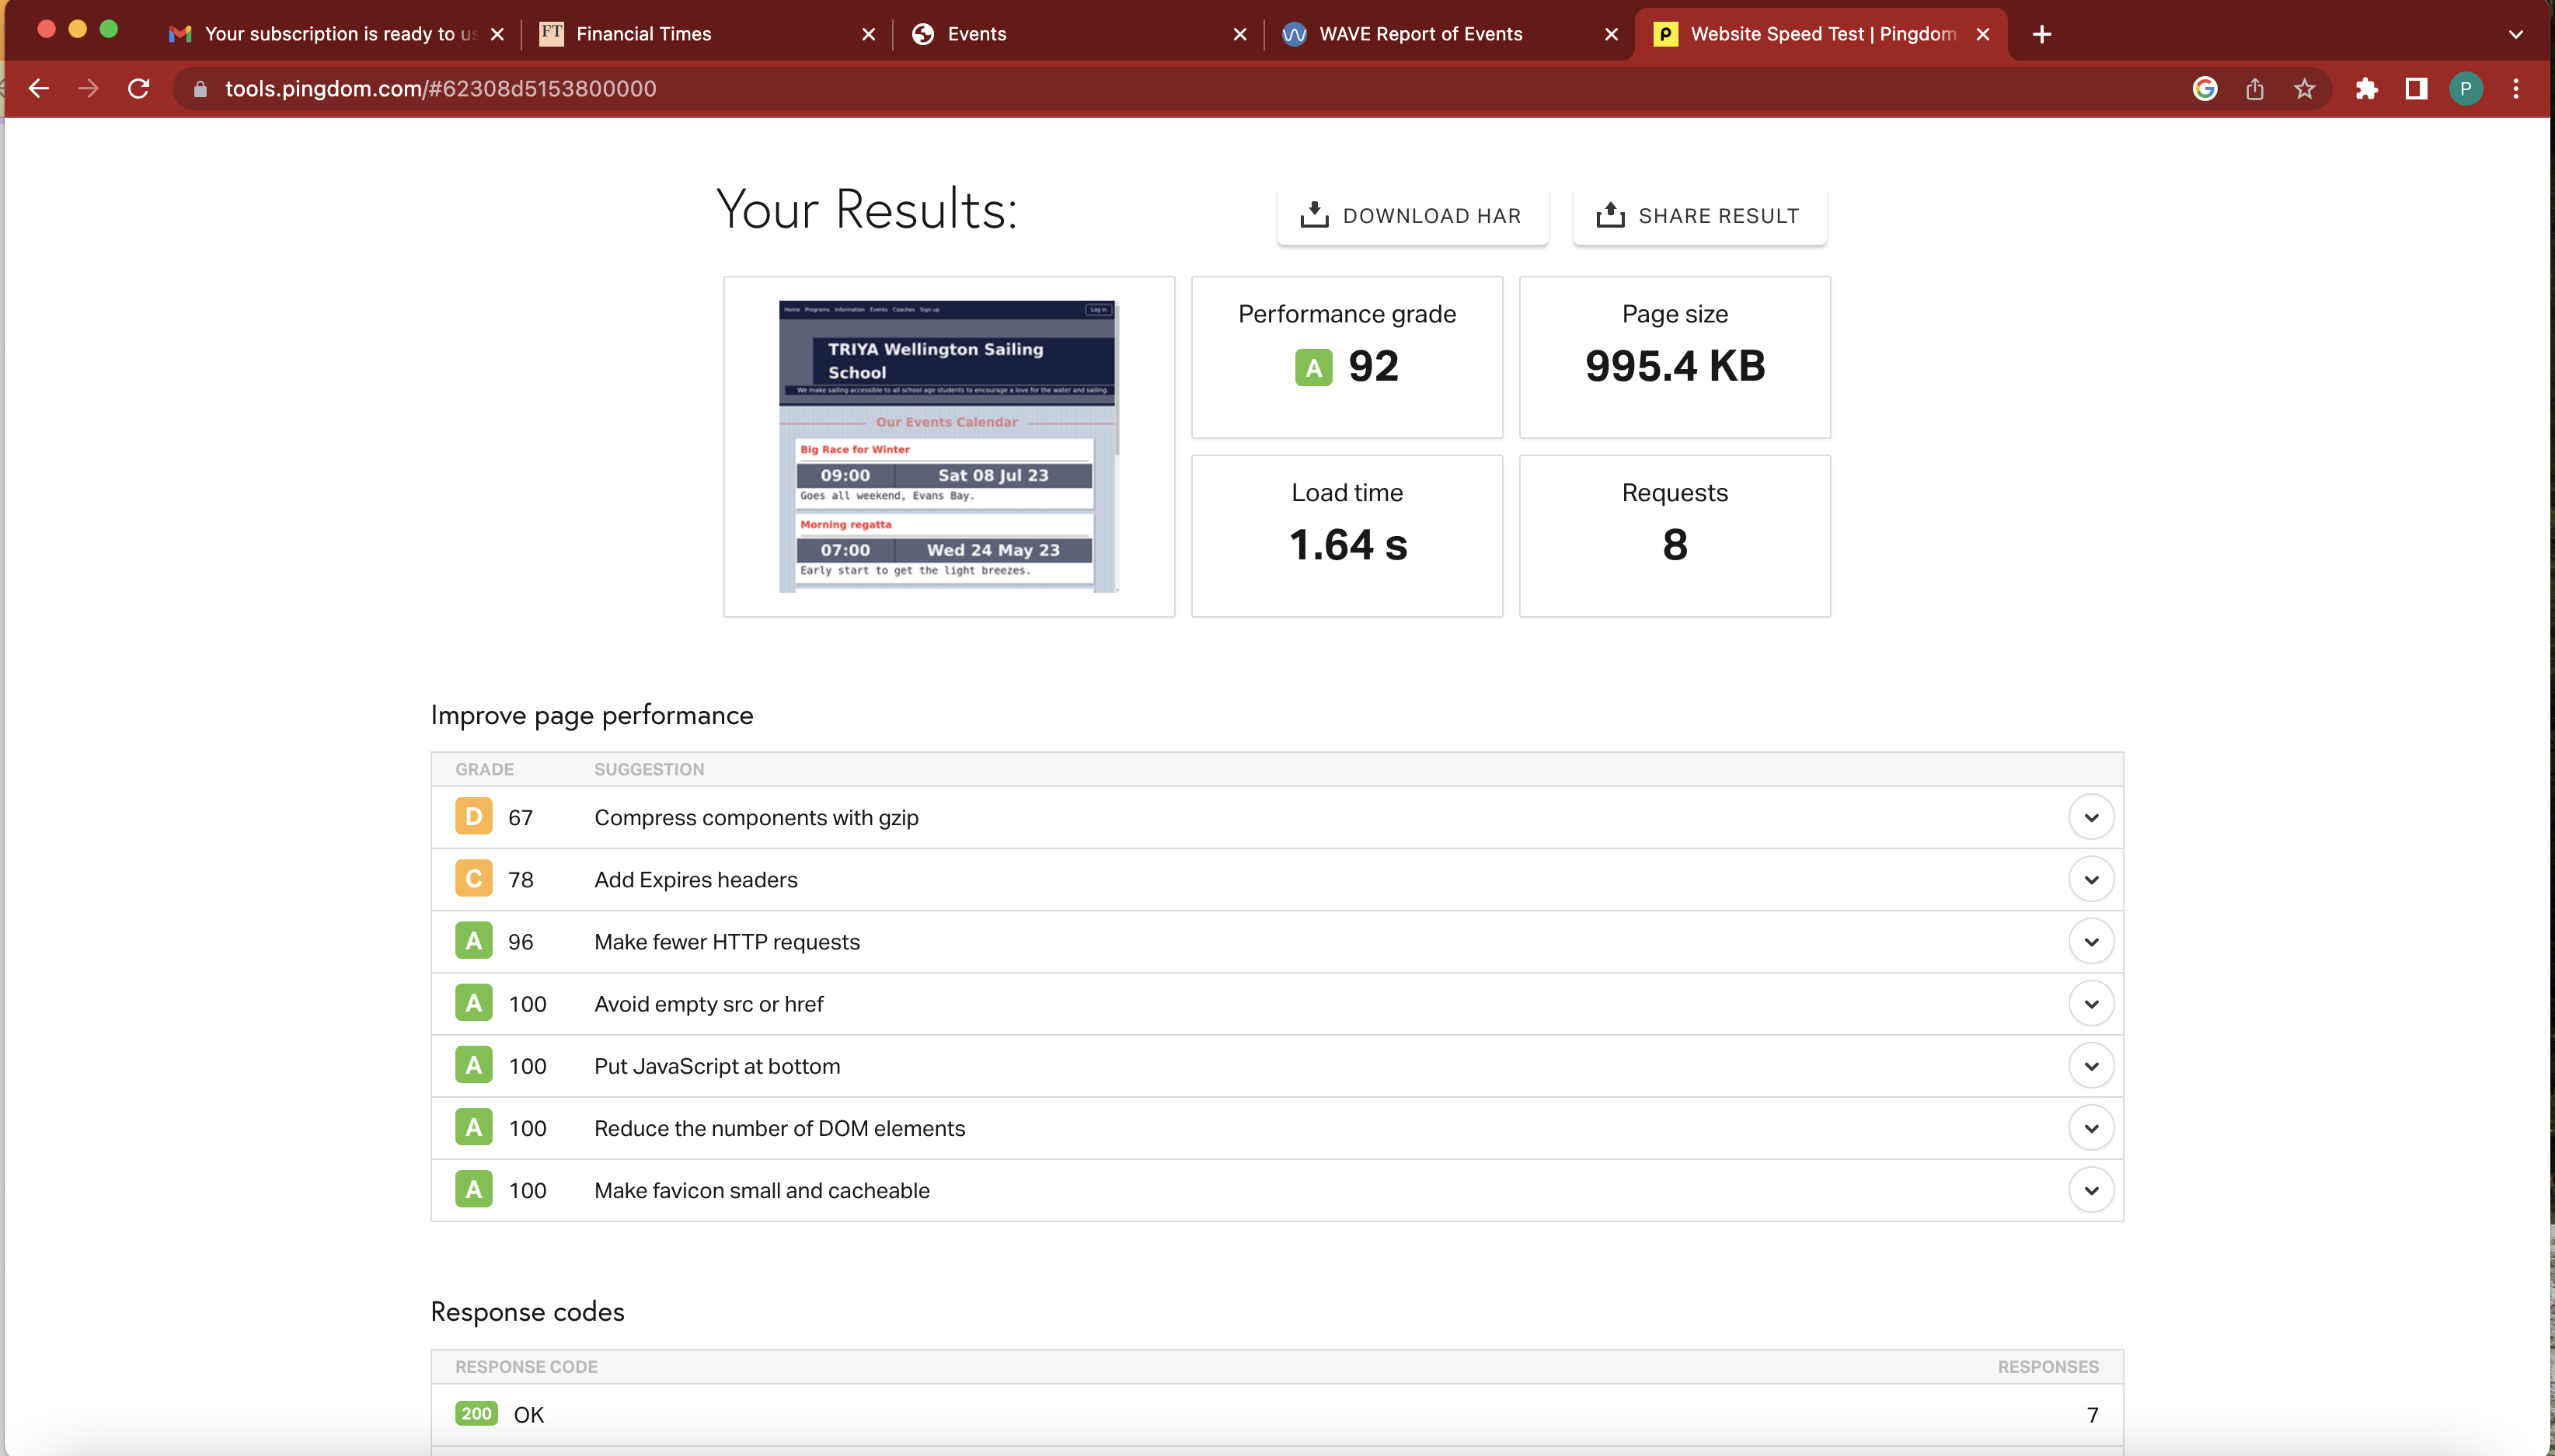 Your subscription is ready to us
Financial Times
Events
WAVE Report of Events
Website Speed Test | Pingdom
tools.pingdom.com/#62308d5153800000
P
Your Results:
DOWNLOAD HAR
SHARE RESULT
Home Programs Information Events Coaches Sign up Log in
TRIYA Wellington Sailing
School
We make sailing accessible to all school age students to encourage a love for the water and sailing.
Our Events Calendar
Big Race for Winter
09:00 Sat 08 Jul 23
Goes all weekend, Evans Bay.
Morning regatta
07:00 Wed 24 May 23
Early start to get the light breezes.
Performance grade
A 92
Page size
995.4 KB
Load time
1.64 s
Requests
8
Improve page performance
GRADE SUGGESTION
D 67 Compress components with gzip
C 78 Add Expires headers
A 96 Make fewer HTTP requests
A 100 Avoid empty src or href
A 100 Put JavaScript at bottom
A 100 Reduce the number of DOM elements
A 100 Make favicon small and cacheable
Response codes
RESPONSE CODE RESPONSES
200 OK 7